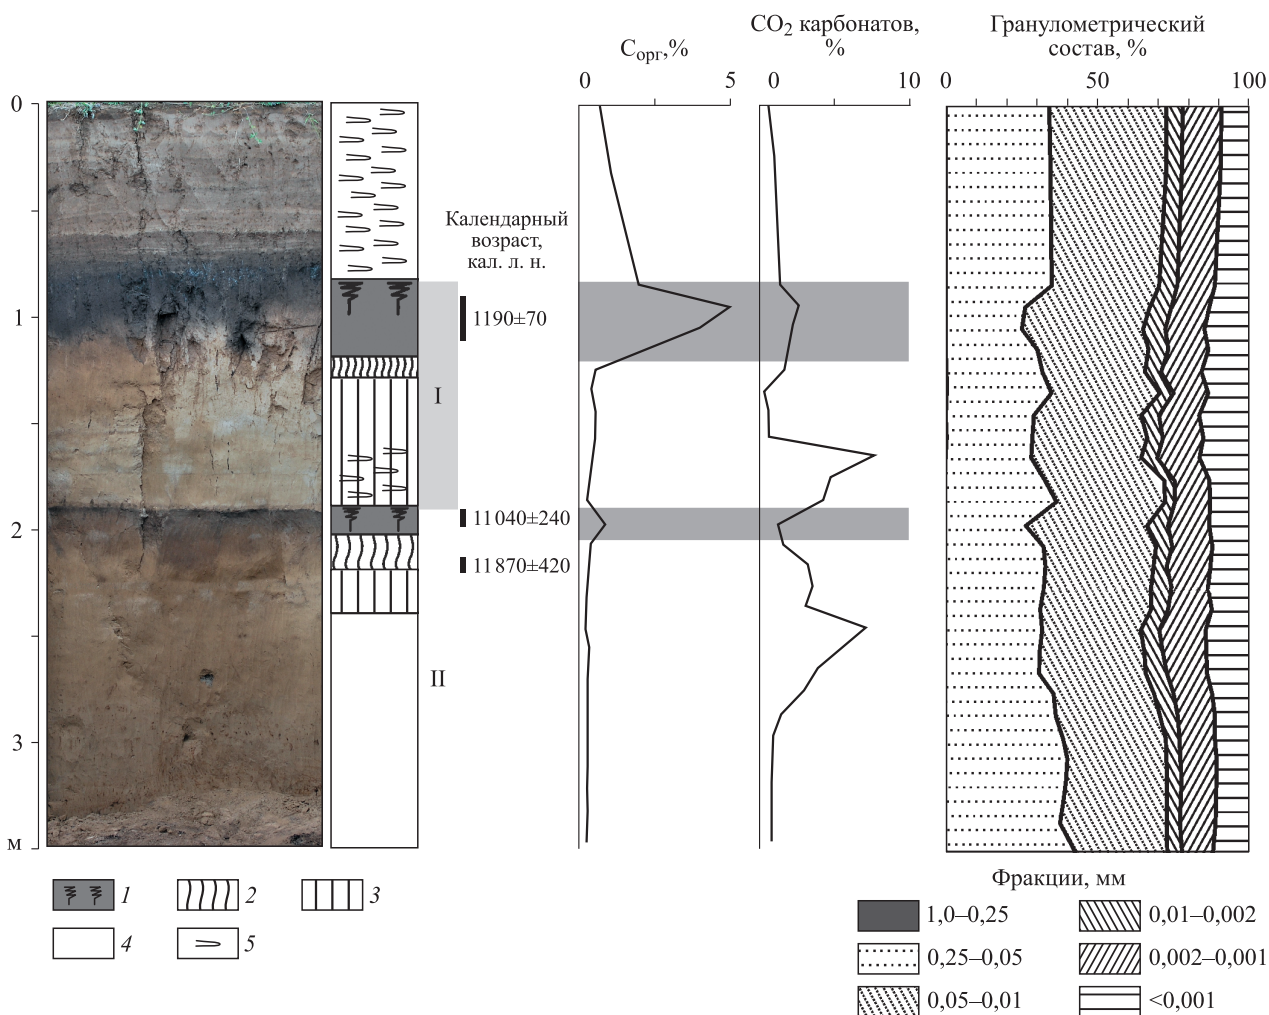 C орг,%
CO2 карбонатов,
%
Гранулометрический
состав, %
0 5
0 10
0 50 100
0
1
2
3
м
Календарный
возраст,
кал. л. н.
1190±70
11 040±240
11 870±420
I
II
1
2
3
4
5
Фракции, мм
1,0–0,25
0,25–0,05
0,05–0,01
0,01–0,002
0,002–0,001
<0,001